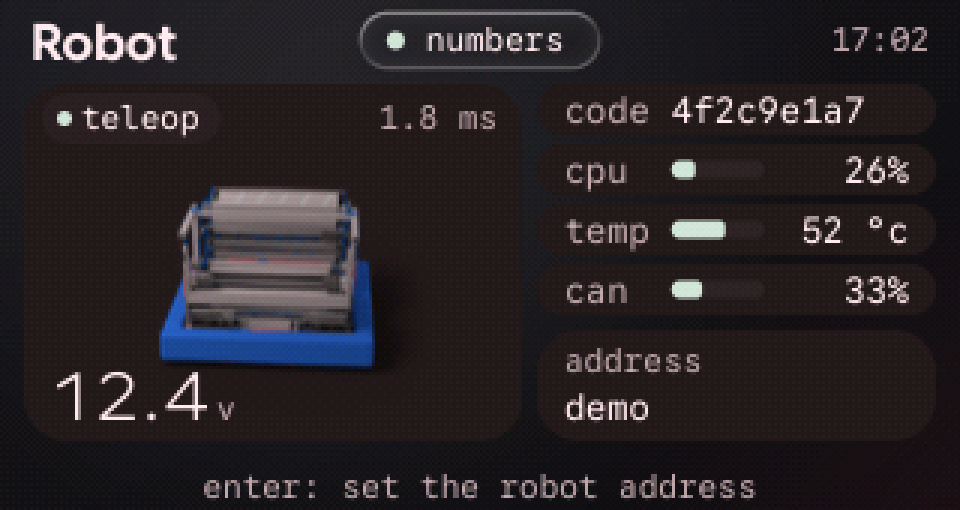 Robot
numbers
17:02
teleop
1.8 ms
12.4 v
code 4f2c9e1a7
cpu 26%
temp 52 °c
can 33%
address
demo
enter: set the robot address